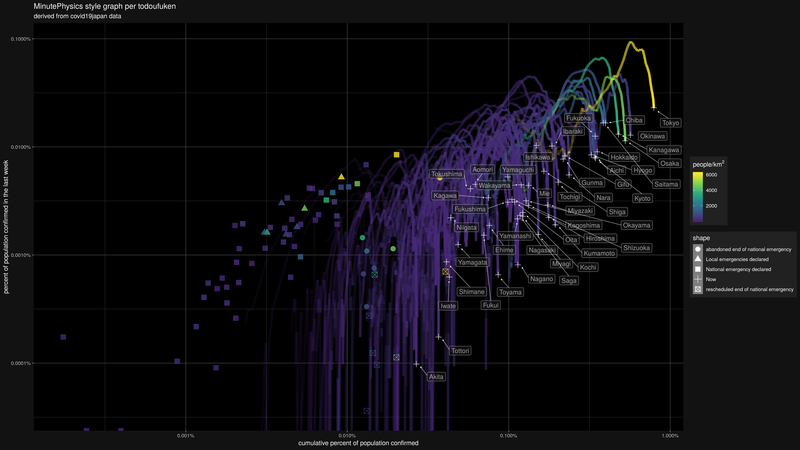 MinutePhysics style graph per todoufuken
derived from covid19japan data
percent of population confirmed in the last week
0.1000%
0.0100%
0.0010%
0.0001%
0.001%
0.010%
0.100%
1.000%
cumulative percent of population confirmed
Fukuoka
Chiba
Tokyo
Ibaraki
Okinawa
Kanagawa
Ishikawa
Hokkaido
Osaka
Tokushima
Aomori
Yamaguchi
Aichi
Hyogo
Wakayama
Gunma
Gifu
Saitama
Kagawa
Mie
Tochigi
Nara
Kyoto
Fukushima
Miyazaki
Shiga
Niigata
Kagoshima
Okayama
Yamanashi
Oita
Hiroshima
Ehime
Nagasaki
Kumamoto
Shizuoka
Yamagata
Miyagi
Kochi
Shimane
Toyama
Nagano
Saga
Iwate
Fukui
Tottori
Akita
people/km²
6000
4000
2000
shape
abandoned end of national emergency
Local emergencies declared
National emergency declared
Now
rescheduled end of national emergency